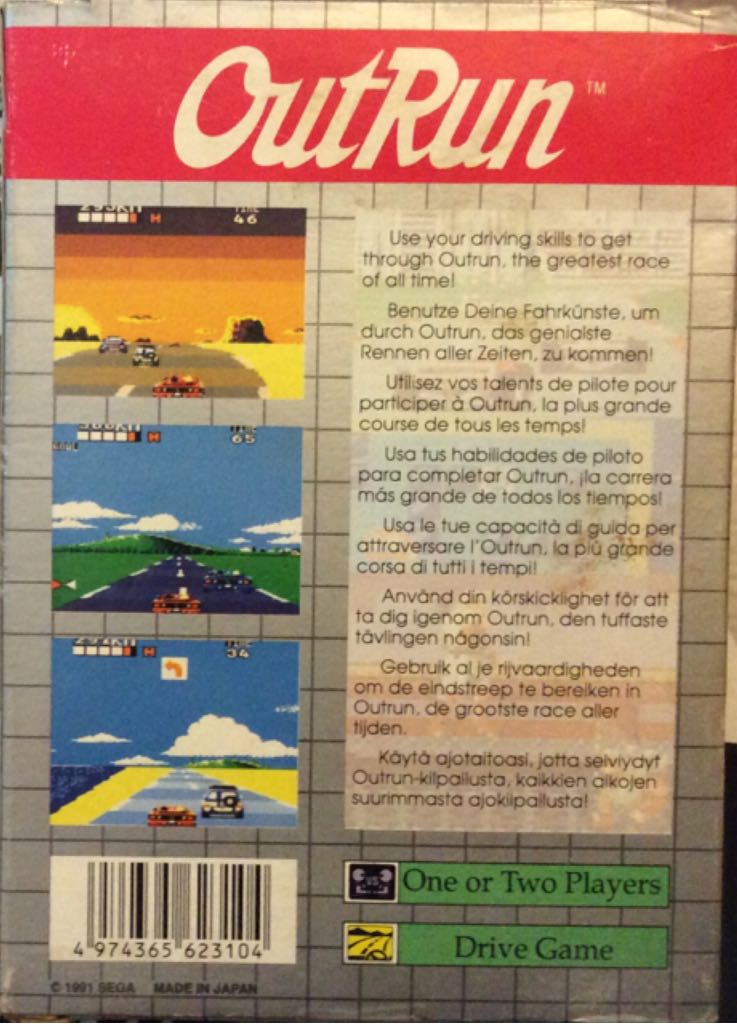 OutRun™
293KM
H
TIME
46
Use your driving skills to get
through Outrun, the greatest race
of all time!
Benutze Deine Fahrkünste, um
durch Outrun, das genialste
Rennen aller Zeiten, zu kommen!
Utilisez vos talents de pilote pour
participer à Outrun, la plus grande
course de tous les temps!
H
65
Usa tus habilidades de piloto
para completar Outrun, ¡la carrera
más grande de todos los tiempos!
Usa le tue capacità di guida per
attraversare l'Outrun, la più grande
corsa di tutti i tempi!
Använd din körskicklighet för att
ta dig igenom Outrun, den tuffaste
tävlingen någonsin!
H
34
Gebruik al je rijvaardigheden
om de eindstreep te bereiken in
Outrun, de grootste race aller
tijden.
Käytä ajotaitoasi, jotta selviydyt
Outrun-kilpailusta, kaikkien aikojen
suurimmasta ajokilpailusta!
VS
One or Two Players
Drive Game
4 974365 623104
© 1991 SEGA MADE IN JAPAN